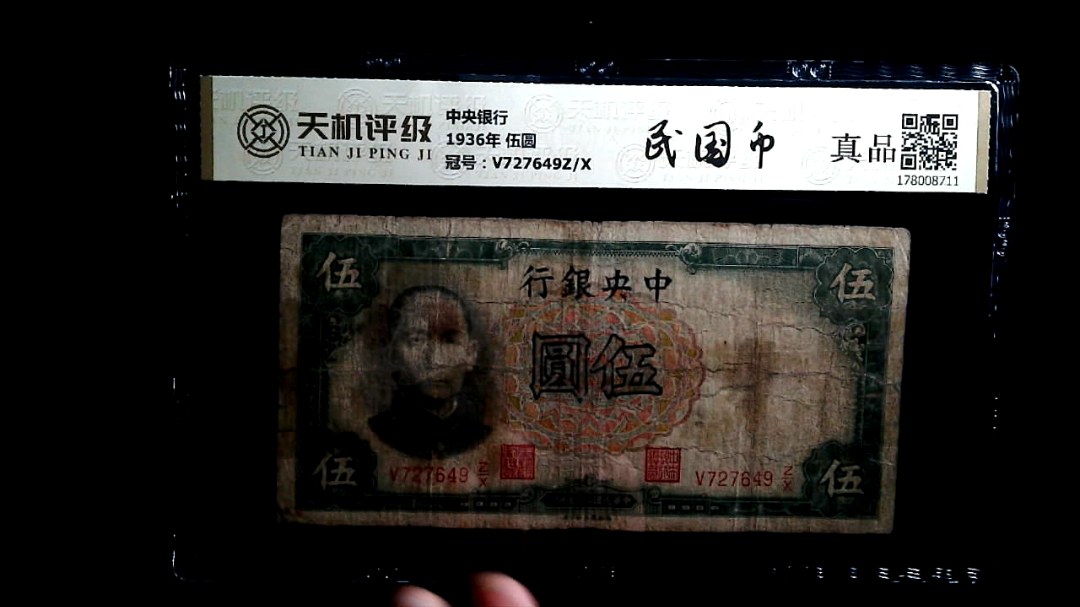 天机评级
TIAN JI PING JI
中央银行
1936年 伍圆
冠号：V727649Z/X
民国币
真品
178008711
伍
伍
行銀央中
圓伍
V727649 Z/X
V727649 Z/X
伍
伍